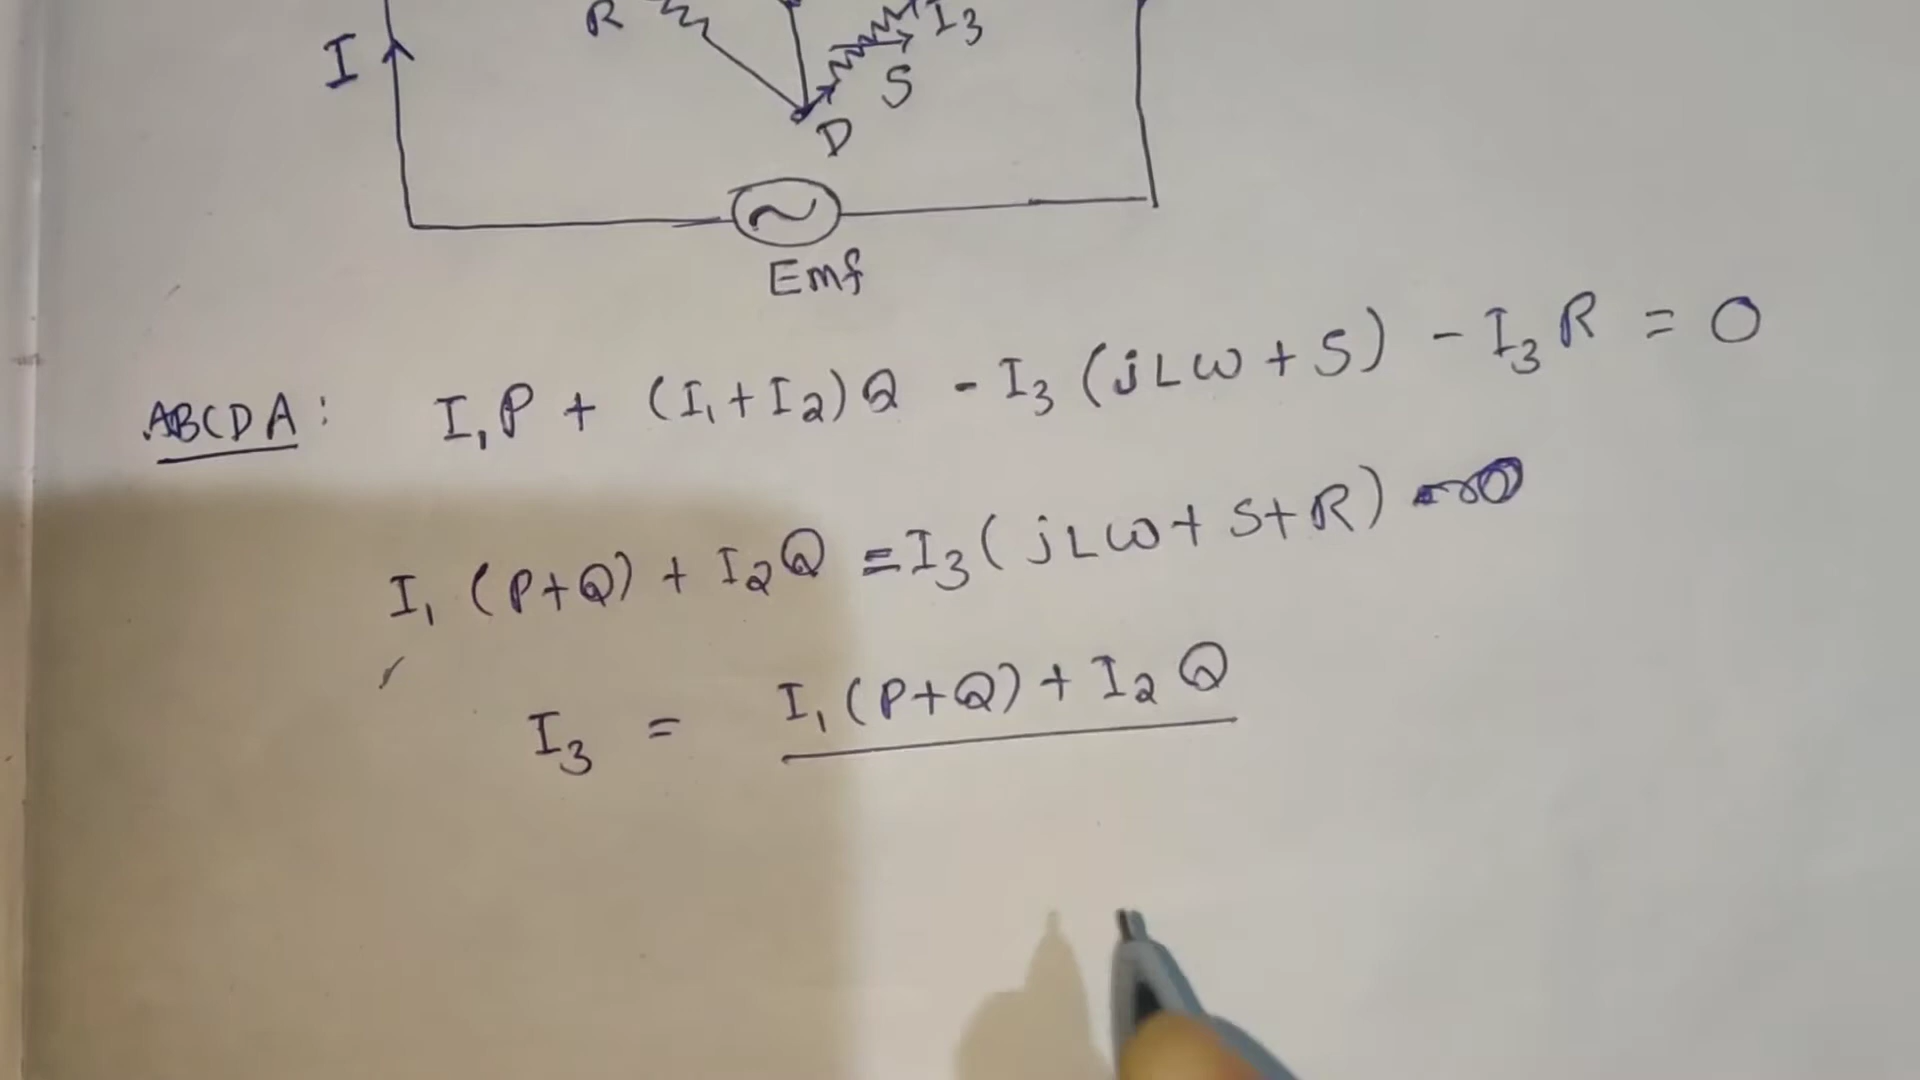 R
I₃
I
S
D
Emf
ABCDA: I₁P + (I₁+I₂)Q - I₃(jLω+S) - I₃R = 0
I₁(P+Q) + I₂Q = I₃(jLω+S+R)
I₃ = I₁(P+Q) + I₂Q